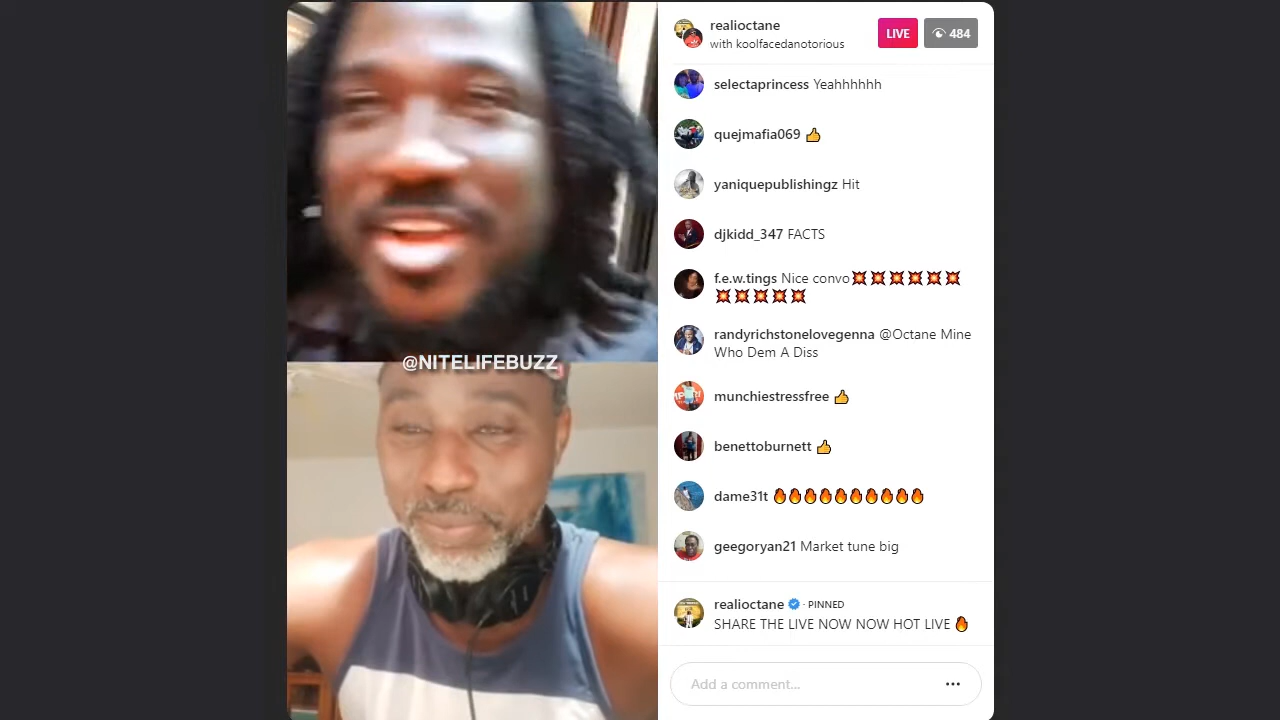 @NITELIFEBUZZ
realioctane
with koolfacedanotorious
LIVE
484
selectaprincess Yeahhhhhh
quejmafia069 👍
yaniquepublishingz Hit
djkidd_347 FACTS
f.e.w.tings Nice convo💥💥💥💥💥💥
💥💥💥💥💥
randyrichstonelovegenna @Octane Mine
Who Dem A Diss
munchiestressfree 👍
benettoburnett 👍
dame31t 🔥🔥🔥🔥🔥🔥🔥🔥🔥🔥
geegoryan21 Market tune big
realioctane · PINNED
SHARE THE LIVE NOW NOW HOT LIVE 🔥
Add a comment...